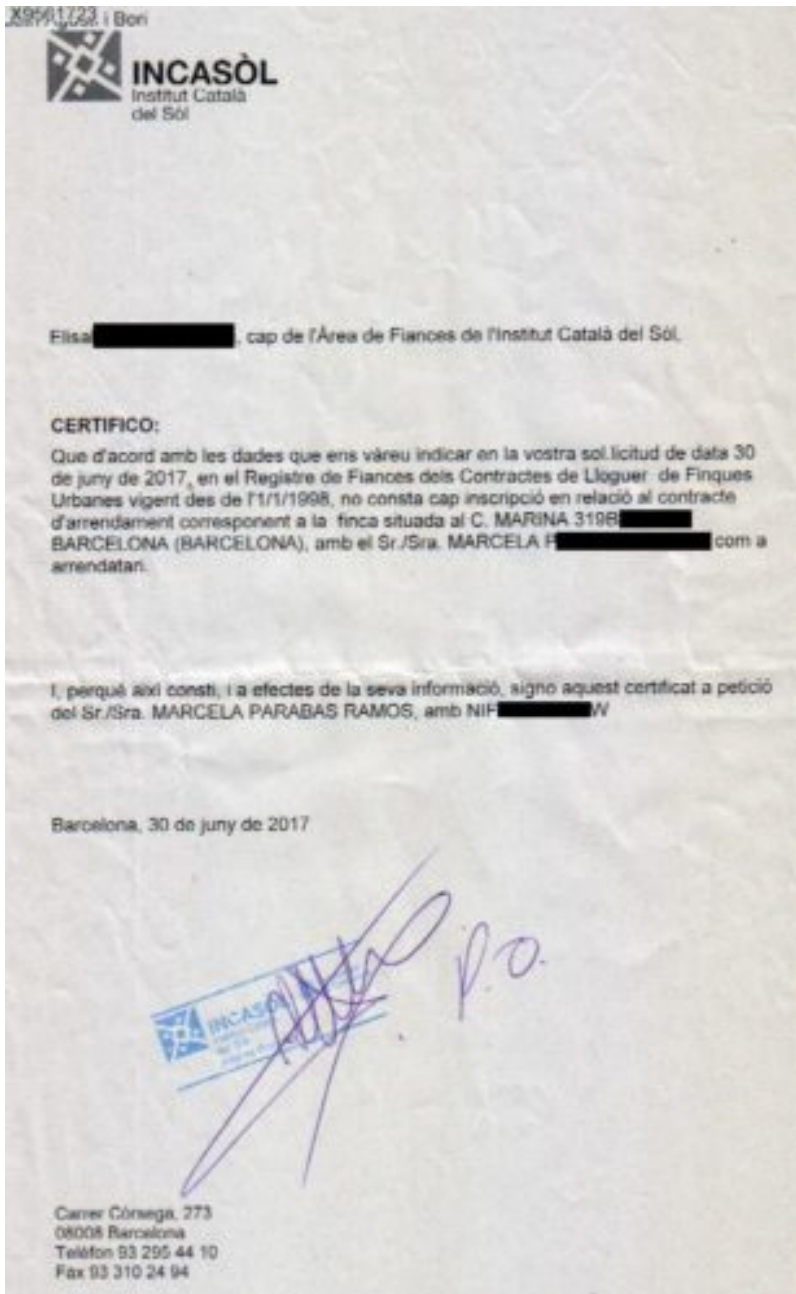 X9561723 i Bori
INCASÒL
Institut Català
del Sòl
Elisa , cap de l'Àrea de Fiances de l'Institut Català del Sòl,
CERTIFICO:
Que d'acord amb les dades que ens vàreu indicar en la vostra sol.licitud de data 30
de juny de 2017, en el Registre de Fiances dels Contractes de Lloguer de Finques
Urbanes vigent des de l'1/1/1998, no consta cap inscripció en relació al contracte
d'arrendament corresponent a la finca situada al C. MARINA 319B
BARCELONA (BARCELONA), amb el Sr./Sra. MARCELA P com a
arrendatari.
I, perquè així consti, i a efectes de la seva informació, signo aquest certificat a petició
del Sr./Sra. MARCELA PARABAS RAMOS, amb NIF W
Barcelona, 30 de juny de 2017
P.O.
INCASÒL
Carrer Còrsega, 273
08008 Barcelona
Telèfon 93 295 44 10
Fax 93 310 24 94